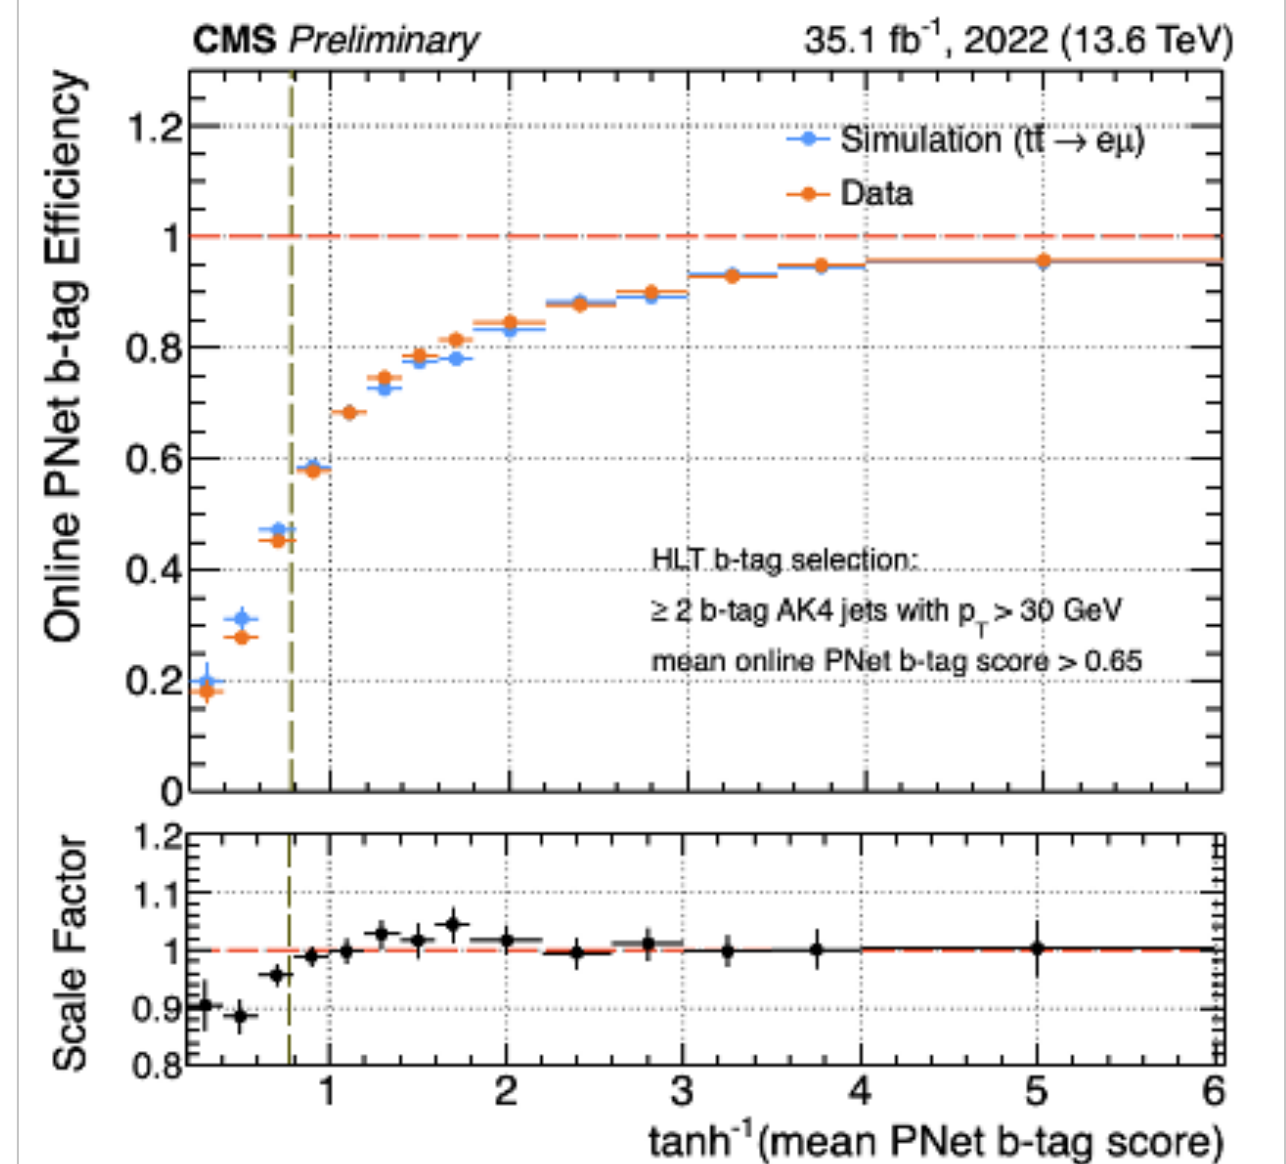 CMS Preliminary 35.1 fb⁻¹, 2022 (13.6 TeV)
Online PNet b-tag Efficiency
1.2
1
0.8
0.6
0.4
0.2
0
Simulation (tt̄ → eμ)
Data
HLT b-tag selection:
≥ 2 b-tag AK4 jets with p_T > 30 GeV
mean online PNet b-tag score > 0.65
Scale Factor
1.2
1.1
1
0.9
0.8
1 2 3 4 5 6
tanh⁻¹(mean PNet b-tag score)